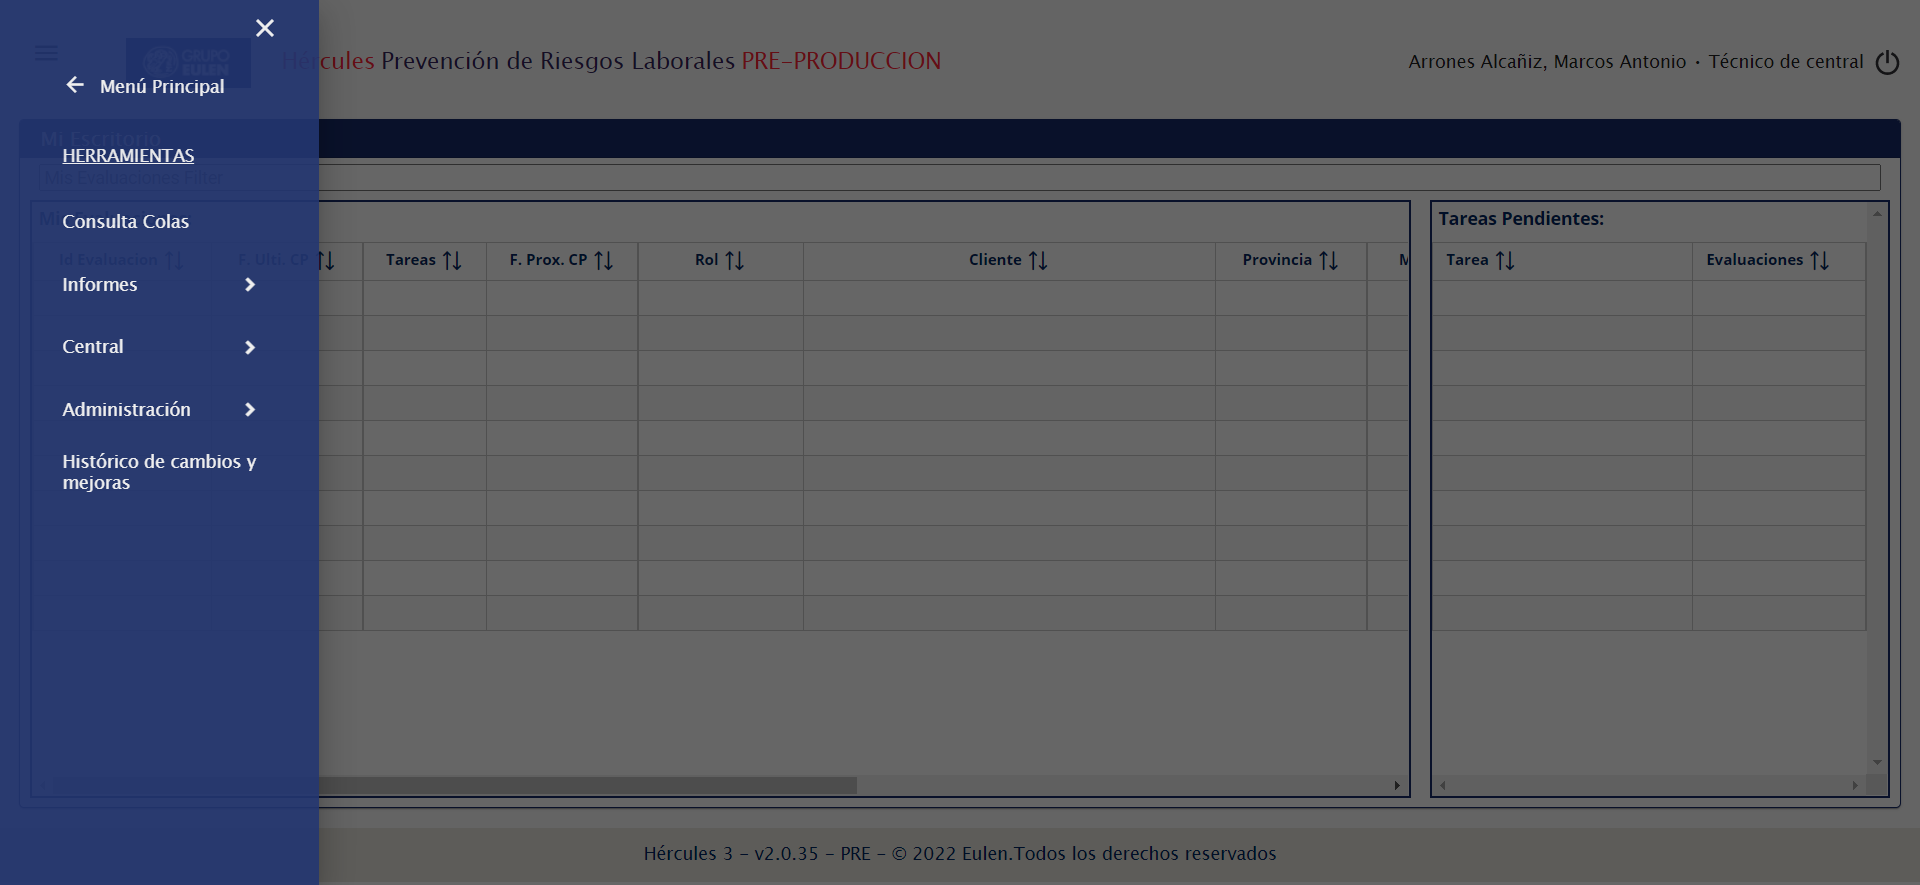 GRUPO
EULEN
Hércules Prevención de Riesgos Laborales PRE-PRODUCCION
Arrones Alcañiz, Marcos Antonio · Técnico de central
Menú Principal
HERRAMIENTAS
Consulta Colas
Informes
Central
Administración
Histórico de cambios y
mejoras
Mi Escritorio
Mis Evaluaciones Filter
Id Evaluacion F. Ulti. CP Tareas F. Prox. CP Rol Cliente Provincia
Tareas Pendientes:
Tarea Evaluaciones
Hércules 3 - v2.0.35 - PRE - © 2022 Eulen.Todos los derechos reservados